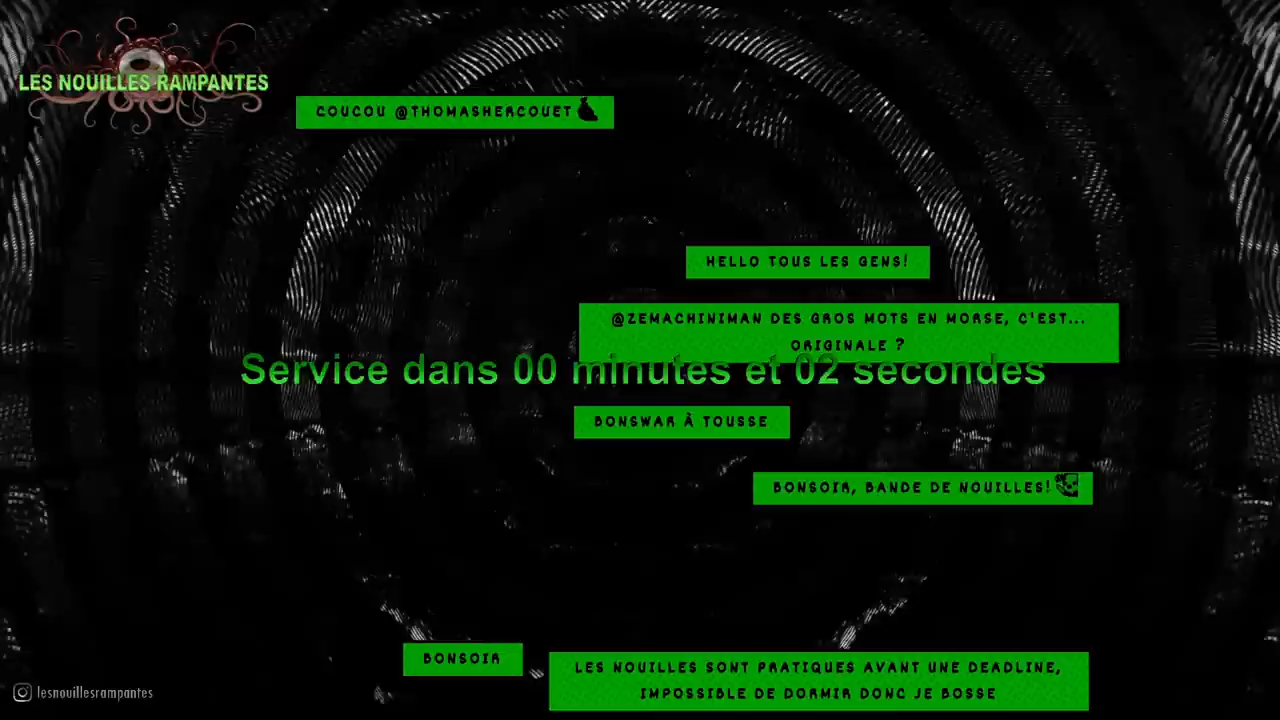 LES NOUILLES RAMPANTES
COUCOU @THOMASHERCOUET
HELLO TOUS LES GENS!
@ZEMACHINIMAN DES GROS MOTS EN MORSE, C'EST...
ORIGINALE ?
Service dans 00 minutes et 02 secondes
BONSWAR À TOUSSE
BONSOIR, BANDE DE NOUILLES!
BONSOIR
LES NOUILLES SONT PRATIQUES AVANT UNE DEADLINE,
IMPOSSIBLE DE DORMIR DONC JE BOSSE
lesnouillesrampantes